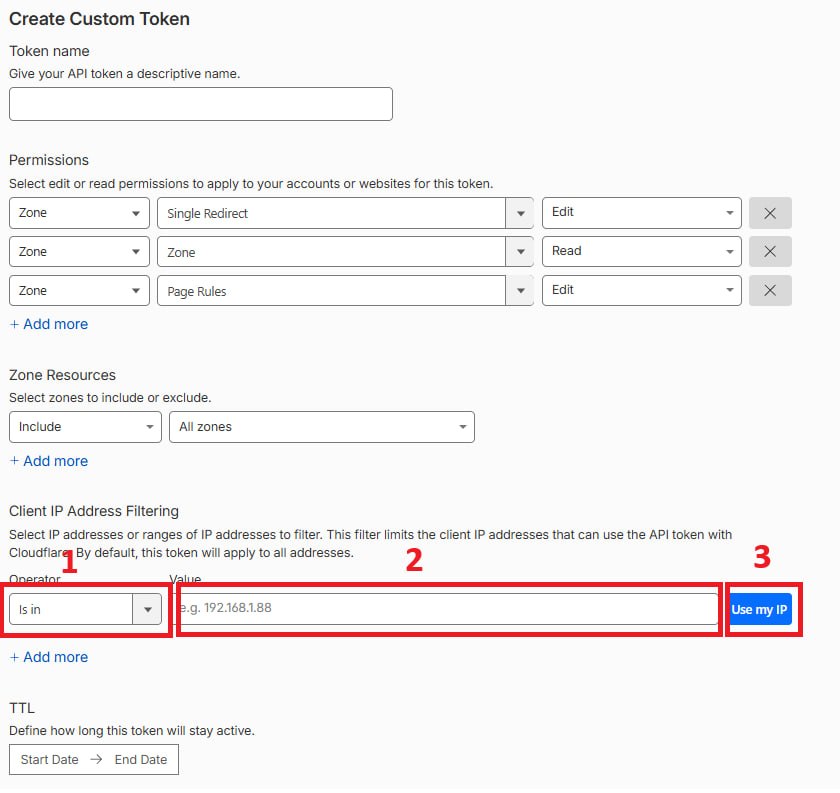 Create Custom Token
Token name
Give your API token a descriptive name.
Permissions
Select edit or read permissions to apply to your accounts or websites for this token.
Zone Single Redirect Edit
Zone Zone Read
Zone Page Rules Edit
+ Add more
Zone Resources
Select zones to include or exclude.
Include All zones
+ Add more
Client IP Address Filtering
Select IP addresses or ranges of IP addresses to filter. This filter limits the client IP addresses that can use the API token with
Cloudflare. By default, this token will apply to all addresses.
1 2 3
Operator Value
Is in e.g. 192.168.1.88 Use my IP
+ Add more
TTL
Define how long this token will stay active.
Start Date → End Date